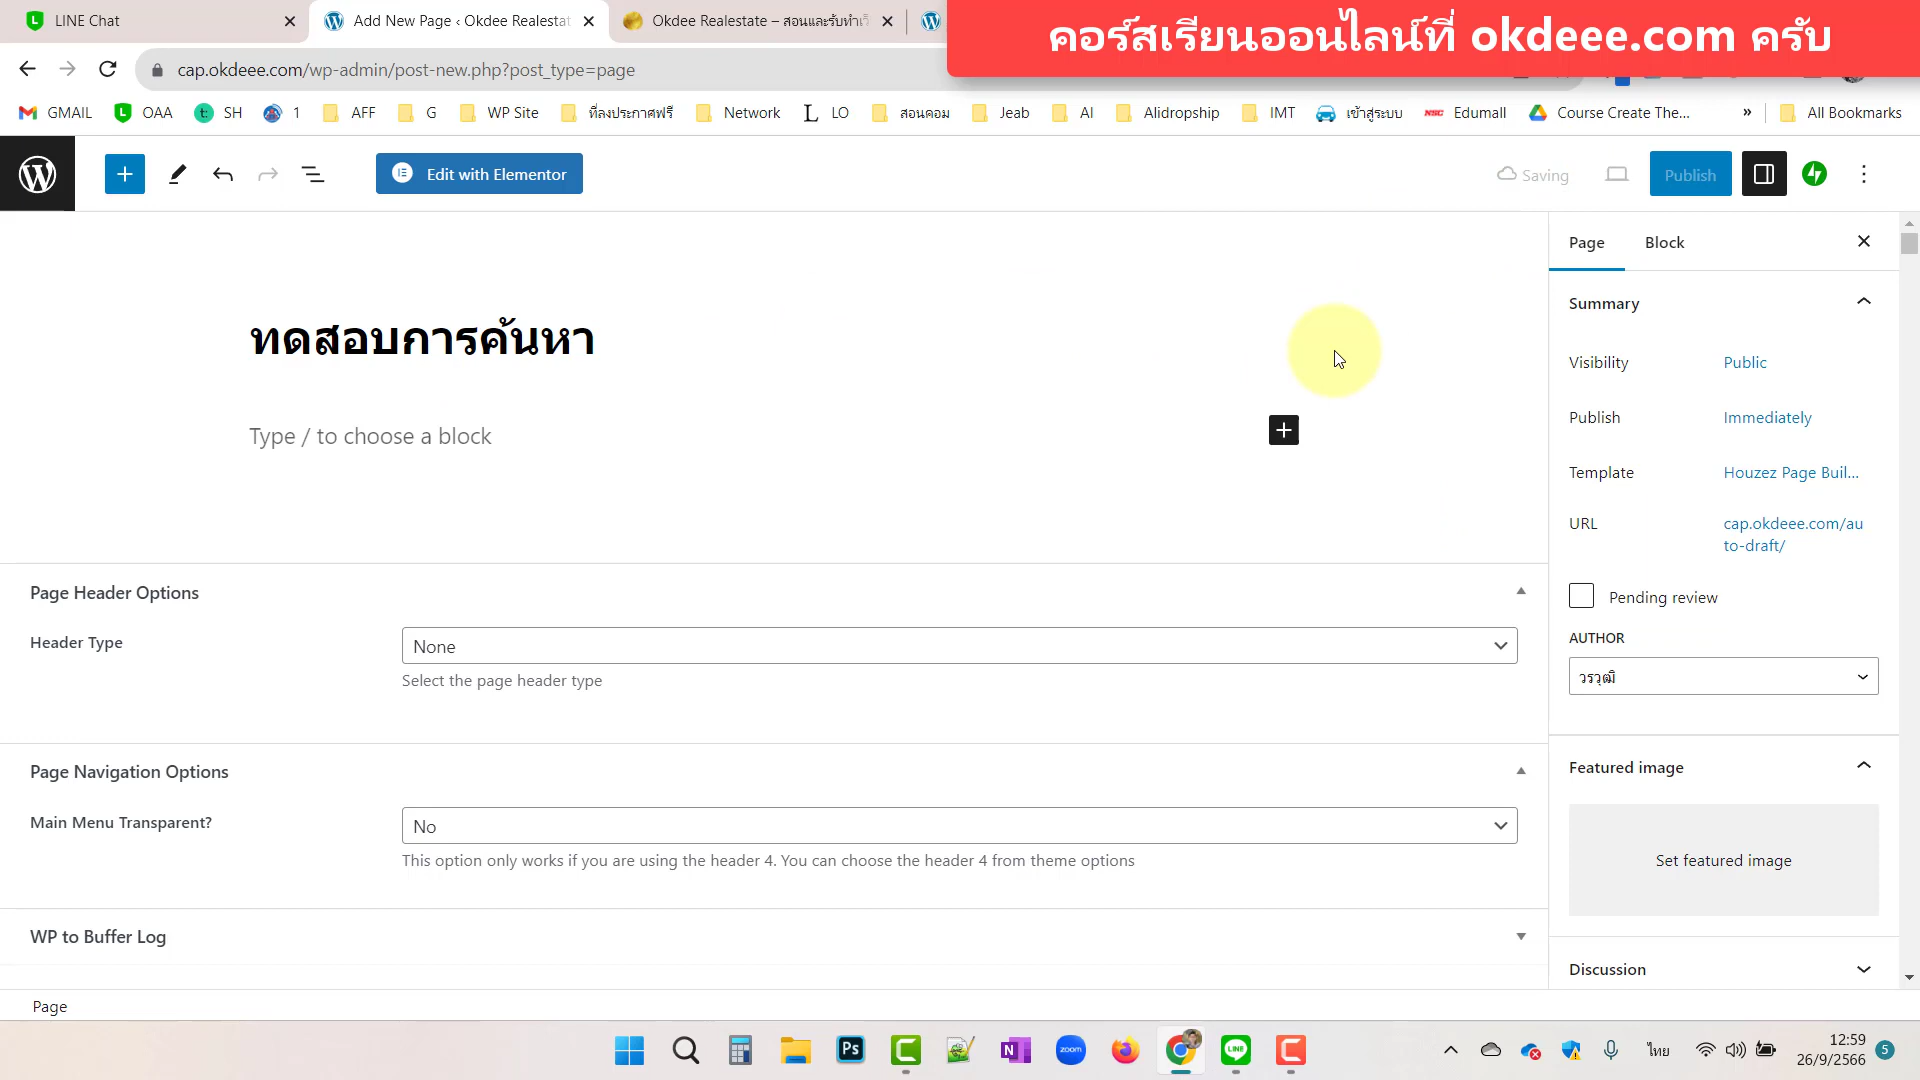 LINE Chat
Add New Page ‹ Okdee Realestat
Okdee Realestate – สอนและรับทำเว็
คอร์สเรียนออนไลน์ที่ okdeee.com ครับ
cap.okdeee.com/wp-admin/post-new.php?post_type=page
GMAIL
OAA
SH
1
AFF
G
WP Site
ที่ลงประกาศฟรี
Network
LO
สอนคอม
Jeab
AI
Alidropship
IMT
เข้าสู่ระบบ
NSC
Edumall
Course Create The...
»
All Bookmarks
Edit with Elementor
Saving
Publish
Page
Block
ทดสอบการค้นหา
Type / to choose a block
Summary
Visibility
Public
Publish
Immediately
Template
Houzez Page Buil...
URL
cap.okdeee.com/au
to-draft/
Pending review
AUTHOR
วรวุฒิ
Page Header Options
Header Type
None
Select the page header type
Page Navigation Options
Main Menu Transparent?
No
This option only works if you are using the header 4. You can choose the header 4 from theme options
WP to Buffer Log
Featured image
Set featured image
Discussion
Page
Ps
N
zoom
LINE
ไทย
12:59
26/9/2566
5